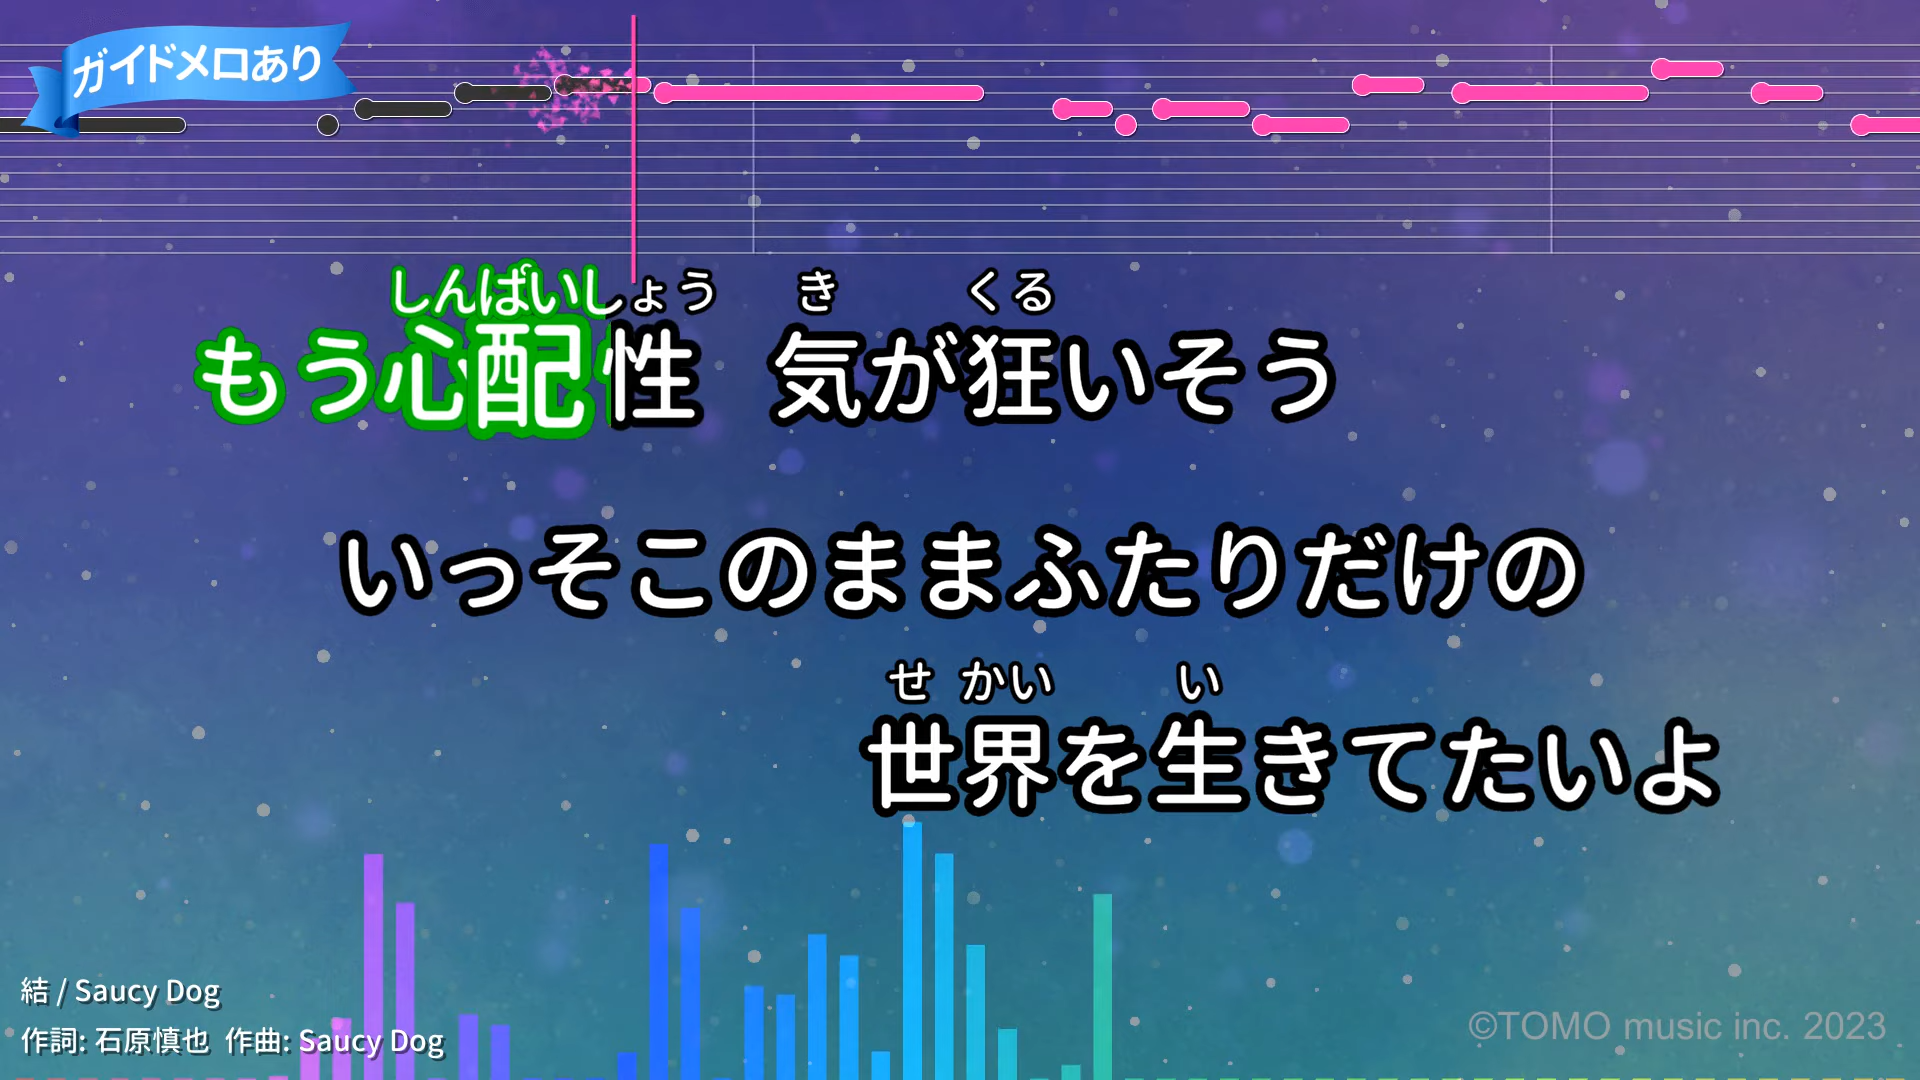 ガイドメロあり
しんぱいしょう き くる
もう心配性 気が狂いそう
いっそこのままふたりだけの
せ かい い
世界を生きてたいよ
結 / Saucy Dog
作詞: 石原慎也 作曲: Saucy Dog
©TOMO music inc. 2023